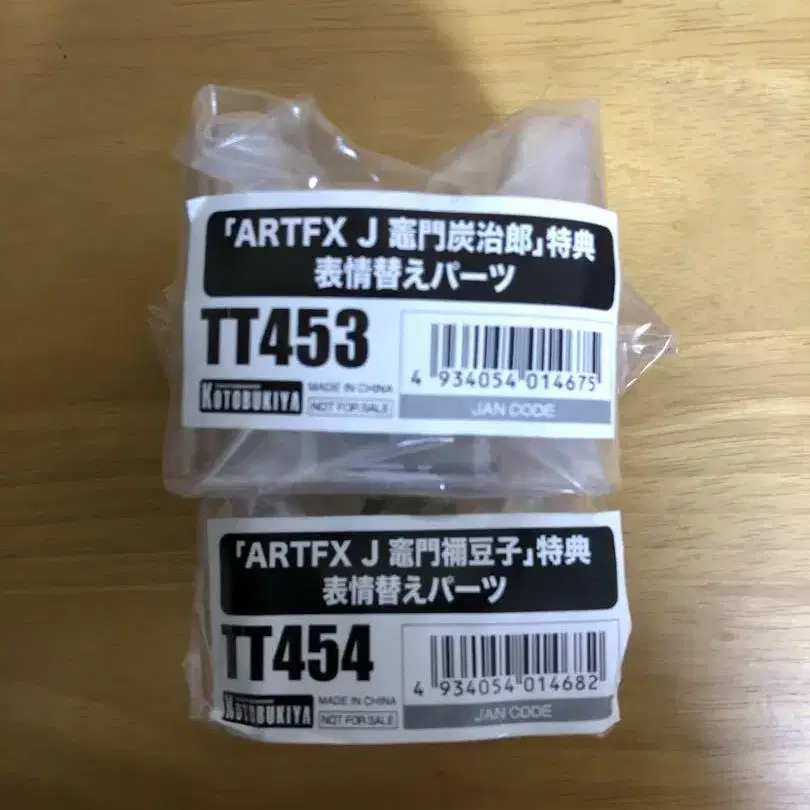 「ARTFX J 竈門炭治郎」特典
表情替えパーツ
TT453
4 934054 014675
KOTOBUKIYA
MADE IN CHINA
NOT FOR SALE
JAN CODE
「ARTFX J 竈門禰豆子」特典
表情替えパーツ
TT454
4 934054 014682
KOTOBUKIYA
MADE IN CHINA
NOT FOR SALE
JAN CODE